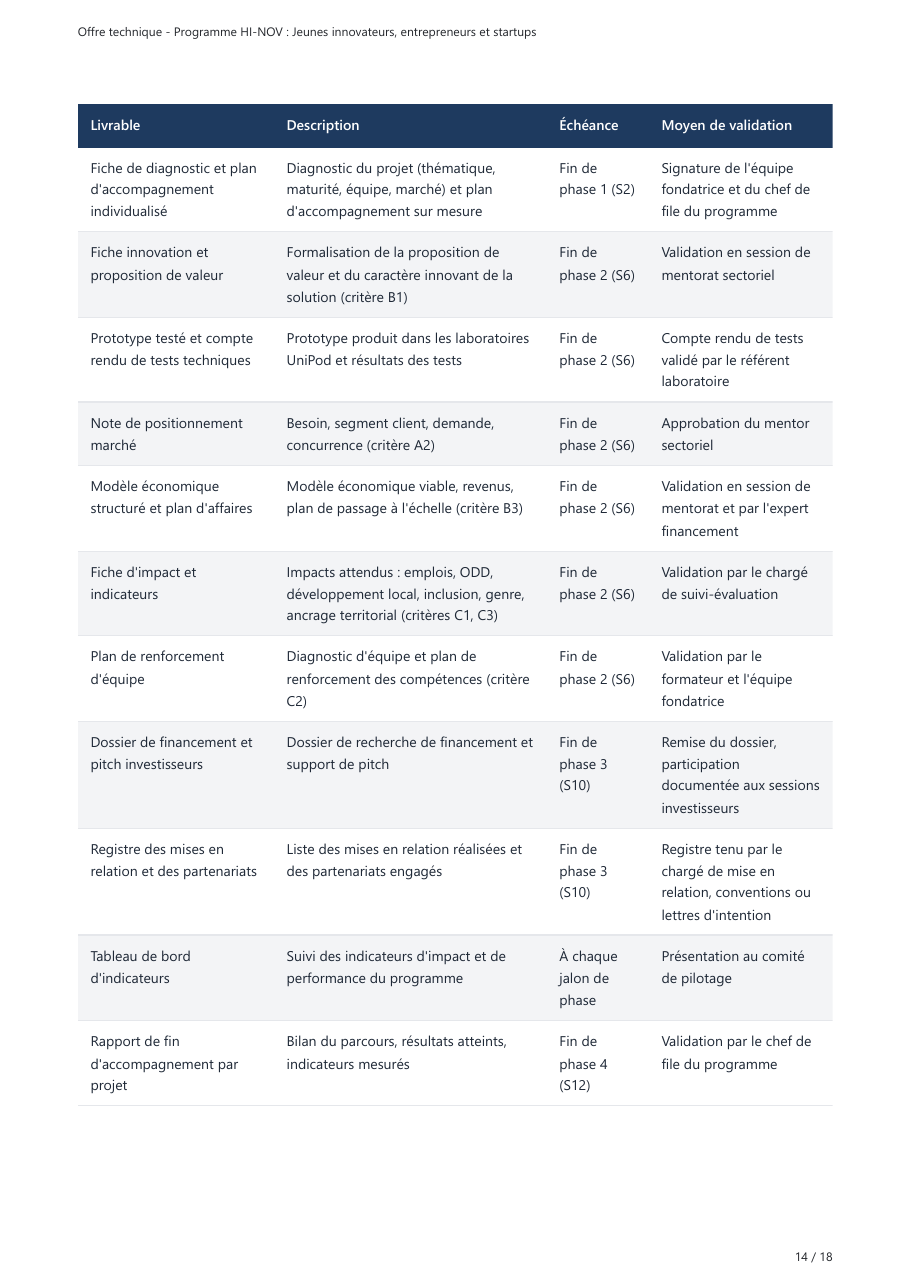 Offre technique - Programme HI-NOV : Jeunes innovateurs, entrepreneurs et startups
Livrable
Description
Échéance
Moyen de validation
Fiche de diagnostic et plan
d'accompagnement
individualisé
Diagnostic du projet (thématique,
maturité, équipe, marché) et plan
d'accompagnement sur mesure
Fin de
phase 1 (S2)
Signature de l'équipe
fondatrice et du chef de
file du programme
Fiche innovation et
proposition de valeur
Formalisation de la proposition de
valeur et du caractère innovant de la
solution (critère B1)
Fin de
phase 2 (S6)
Validation en session de
mentorat sectoriel
Prototype testé et compte
rendu de tests techniques
Prototype produit dans les laboratoires
UniPod et résultats des tests
Fin de
phase 2 (S6)
Compte rendu de tests
validé par le référent
laboratoire
Note de positionnement
marché
Besoin, segment client, demande,
concurrence (critère A2)
Fin de
phase 2 (S6)
Approbation du mentor
sectoriel
Modèle économique
structuré et plan d'affaires
Modèle économique viable, revenus,
plan de passage à l'échelle (critère B3)
Fin de
phase 2 (S6)
Validation en session de
mentorat et par l'expert
financement
Fiche d'impact et
indicateurs
Impacts attendus : emplois, ODD,
développement local, inclusion, genre,
ancrage territorial (critères C1, C3)
Fin de
phase 2 (S6)
Validation par le chargé
de suivi-évaluation
Plan de renforcement
d'équipe
Diagnostic d'équipe et plan de
renforcement des compétences (critère
C2)
Fin de
phase 2 (S6)
Validation par le
formateur et l'équipe
fondatrice
Dossier de financement et
pitch investisseurs
Dossier de recherche de financement et
support de pitch
Fin de
phase 3
(S10)
Remise du dossier,
participation
documentée aux sessions
investisseurs
Registre des mises en
relation et des partenariats
Liste des mises en relation réalisées et
des partenariats engagés
Fin de
phase 3
(S10)
Registre tenu par le
chargé de mise en
relation, conventions ou
lettres d'intention
Tableau de bord
d'indicateurs
Suivi des indicateurs d'impact et de
performance du programme
À chaque
jalon de
phase
Présentation au comité
de pilotage
Rapport de fin
d'accompagnement par
projet
Bilan du parcours, résultats atteints,
indicateurs mesurés
Fin de
phase 4
(S12)
Validation par le chef de
file du programme
14 / 18